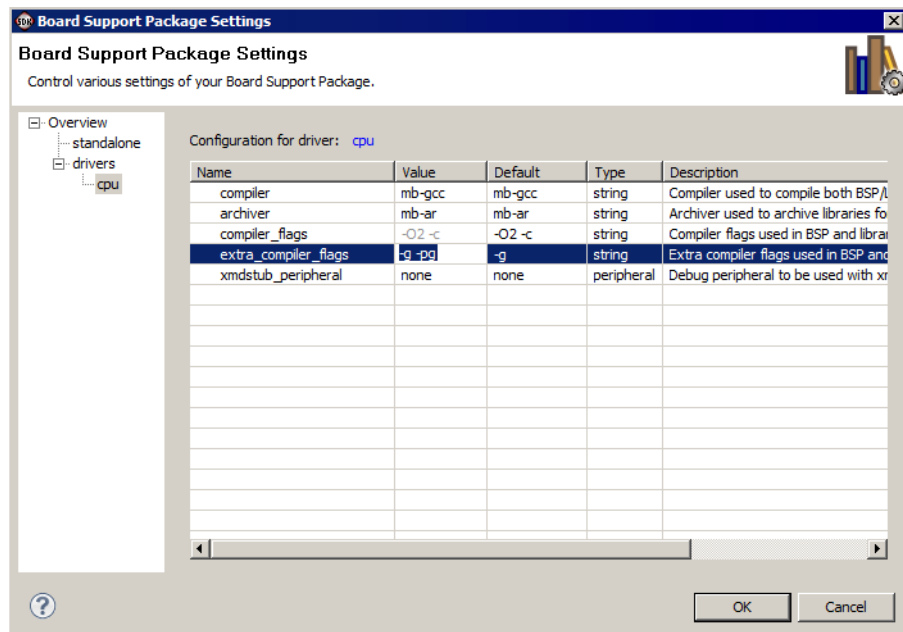 SDK Board Support Package Settings
Board Support Package Settings
Control various settings of your Board Support Package.
Overview
standalone
drivers
cpu
Configuration for driver: cpu
Name Value Default Type Description
compiler mb-gcc mb-gcc string Compiler used to compile both BSP/L
archiver mb-ar mb-ar string Archiver used to archive libraries fo
compiler_flags -O2 -c -O2 -c string Compiler flags used in BSP and librar
extra_compiler_flags -g -pg -g string Extra compiler flags used in BSP and
xmdstub_peripheral none none peripheral Debug peripheral to be used with xm
? OK Cancel